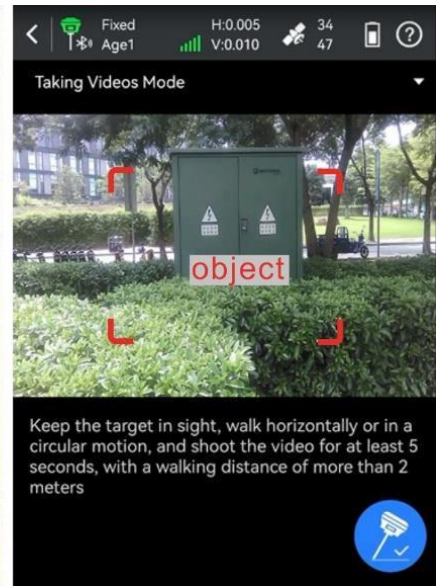 Fixed
Age1
H:0.005
V:0.010
34
47
Taking Videos Mode
object
Keep the target in sight, walk horizontally or in a
circular motion, and shoot the video for at least 5
seconds, with a walking distance of more than 2
meters